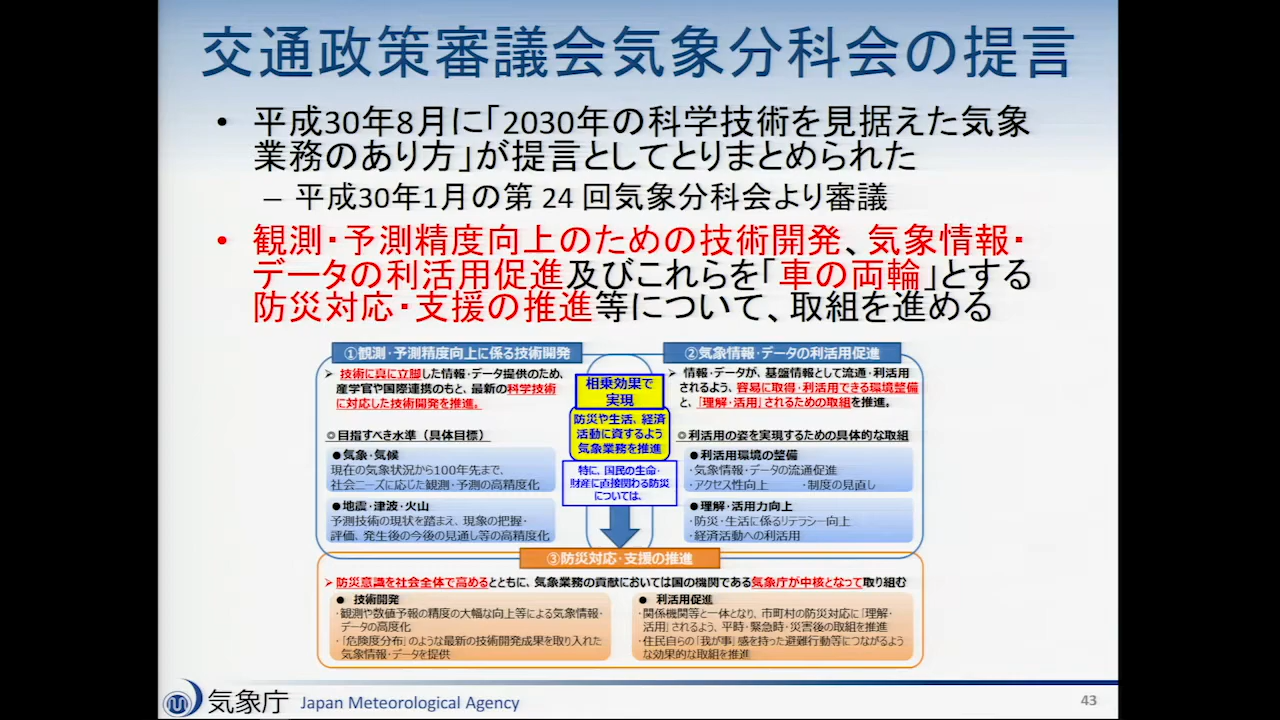 交通政策審議会気象分科会の提言
• 平成30年8月に「2030年の科学技術を見据えた気象
業務のあり方」が提言としてとりまとめられた
– 平成30年1月の第 24 回気象分科会より審議
• 観測・予測精度向上のための技術開発、気象情報・
データの利活用促進及びこれらを「車の両輪」とする
防災対応・支援の推進等について、取組を進める
①観測・予測精度向上に係る技術開発
➢ 技術に真に立脚した情報・データ提供のため、
産学官や国際連携のもと、最新の科学技術
に対応した技術開発を推進。
◎目指すべき水準（具体目標）
●気象・気候
現在の気象状況から100年先まで、
社会ニーズに応じた観測・予測の高精度化
●地震・津波・火山
予測技術の現状を踏まえ、現象の把握・
評価、発生後の今後の見通し等の高精度化
相乗効果で
実現
防災や生活、経済
活動に資するよう
気象業務を推進
特に、国民の生命・
財産に直接関わる防災
については、
②気象情報・データの利活用促進
➢ 情報・データが、基盤情報として流通・利活用
されるよう、容易に取得・利活用できる環境整備
と、「理解・活用」されるための取組を推進。
◎利活用の姿を実現するための具体的な取組
●利活用環境の整備
・気象情報・データの流通促進
・アクセス性向上 ・制度の見直し
●理解・活用力向上
・防災・生活に係るリテラシー向上
・経済活動への利活用
③防災対応・支援の推進
➢ 防災意識を社会全体で高めるとともに、気象業務の貢献においては国の機関である気象庁が中核となって取り組む
● 技術開発
・観測や数値予報の精度の大幅な向上等による気象情報・
データの高度化
・「危険度分布」のような最新の技術開発成果を取り入れた
気象情報・データを提供
● 利活用促進
・関係機関等と一体となり、市町村の防災対応に「理解・
活用」されるよう、平時・緊急時・災害後の取組を推進
・住民自らの「我が事」感を持った避難行動等につながるよう
な効果的な取組を推進
気象庁 Japan Meteorological Agency
43